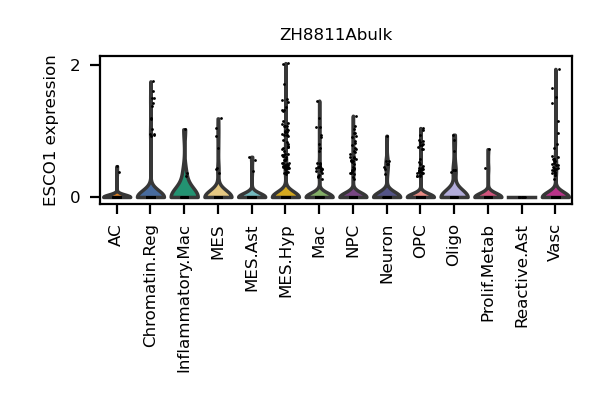 ZH8811Abulk
ESCO1 expression
2
0
AC
Chromatin.Reg
Inflammatory.Mac
MES
MES.Ast
MES.Hyp
Mac
NPC
Neuron
OPC
Oligo
Prolif.Metab
Reactive.Ast
Vasc